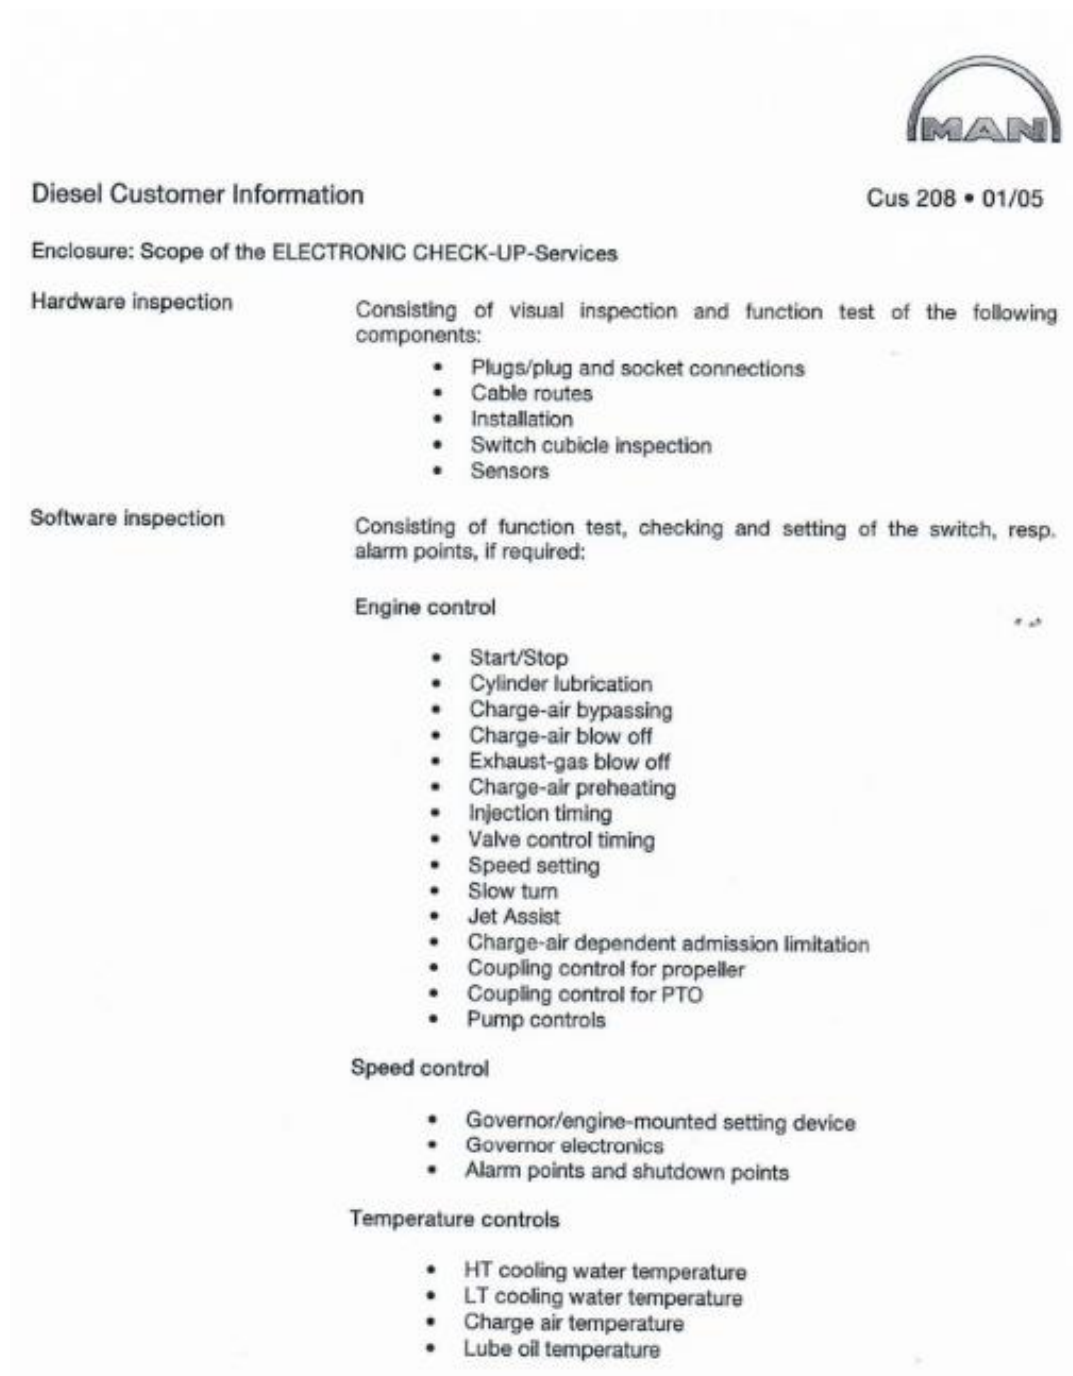 MAN
Diesel Customer Information
Cus 208 • 01/05
Enclosure: Scope of the ELECTRONIC CHECK-UP-Services
Hardware inspection
Consisting of visual inspection and function test of the following
components:
• Plugs/plug and socket connections
• Cable routes
• Installation
• Switch cubicle inspection
• Sensors
Software inspection
Consisting of function test, checking and setting of the switch, resp.
alarm points, if required:
Engine control
• Start/Stop
• Cylinder lubrication
• Charge-air bypassing
• Charge-air blow off
• Exhaust-gas blow off
• Charge-air preheating
• Injection timing
• Valve control timing
• Speed setting
• Slow turn
• Jet Assist
• Charge-air dependent admission limitation
• Coupling control for propeller
• Coupling control for PTO
• Pump controls
Speed control
• Governor/engine-mounted setting device
• Governor electronics
• Alarm points and shutdown points
Temperature controls
• HT cooling water temperature
• LT cooling water temperature
• Charge air temperature
• Lube oil temperature